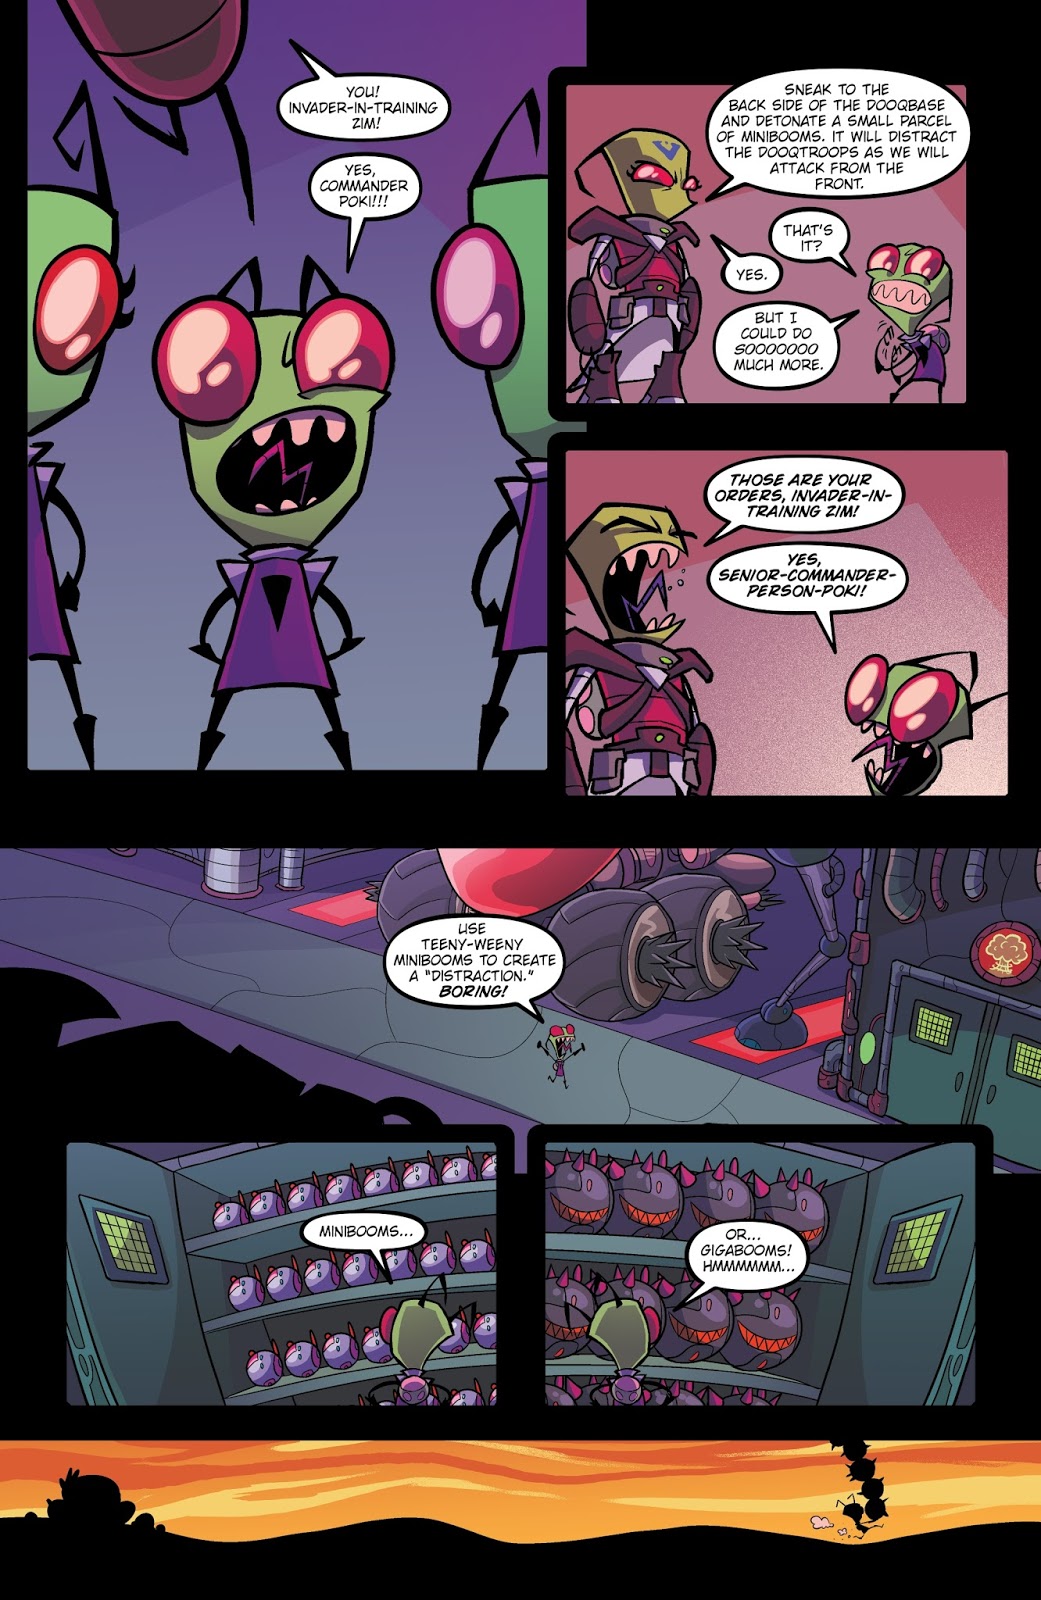 YOU!
INVADER-IN-TRAINING
ZIM!
YES,
COMMANDER
POKI!!!
SNEAK TO THE
BACK SIDE OF THE DOOQBASE
AND DETONATE A SMALL PARCEL
OF MINIBOOMS. IT WILL DISTRACT
THE DOOQTROOPS AS WE WILL
ATTACK FROM THE
FRONT.
THAT'S
IT?
YES.
BUT I
COULD DO
SOOOOOOO
MUCH MORE.
THOSE ARE YOUR
ORDERS, INVADER-IN-
TRAINING ZIM!
YES,
SENIOR-COMMANDER-
PERSON-POKI!
USE
TEENY-WEENY
MINIBOOMS TO CREATE
A "DISTRACTION."
BORING!
MINIBOOMS...
OR...
GIGABOOMS!
HMMMMMM...